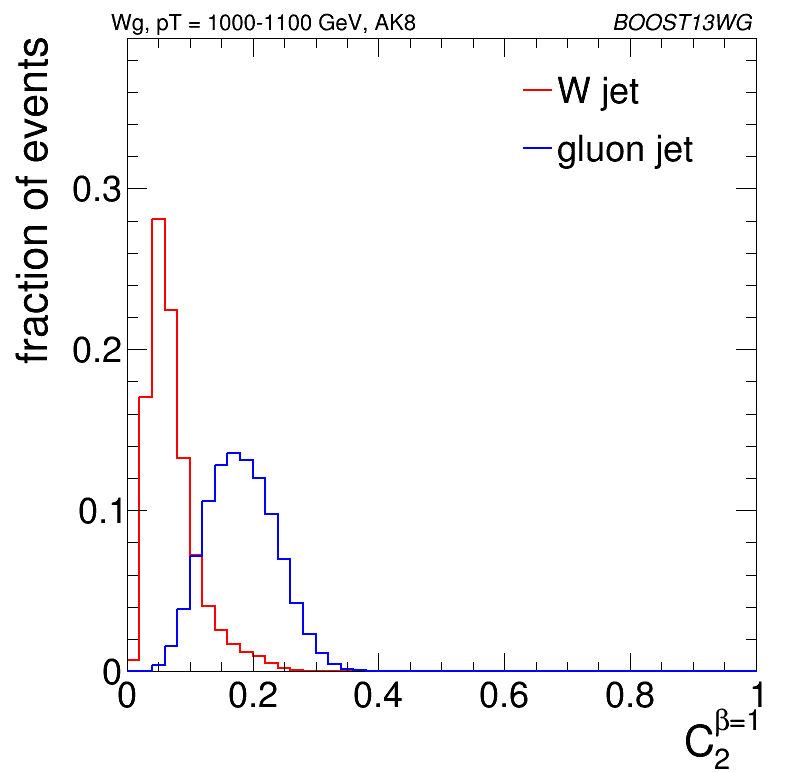 Wg, pT = 1000-1100 GeV, AK8 BOOST13WG
fraction of events
W jet
gluon jet
0.3
0.2
0.1
0
0 0.2 0.4 0.6 0.8 1
C₂^β=1